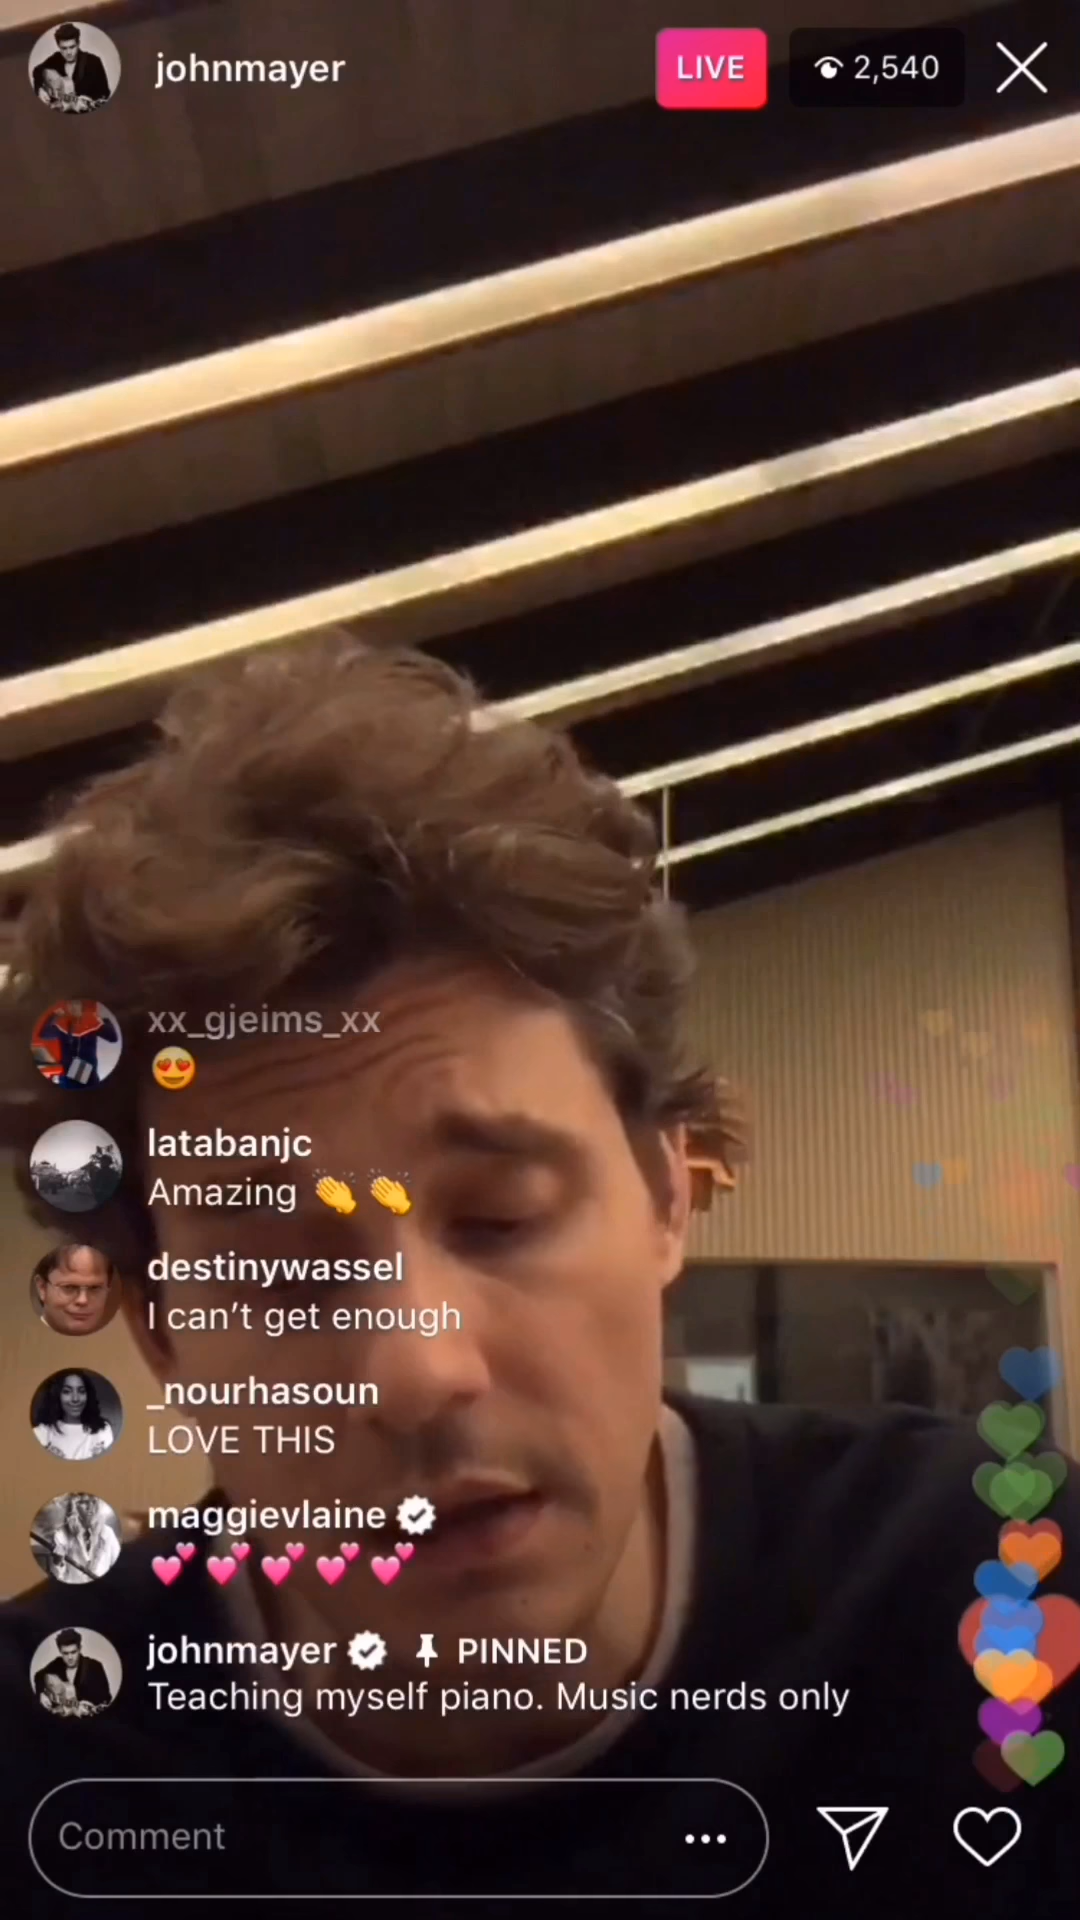 johnmayer
LIVE
2,540
xx_gjeims_xx
😍
latabanjc
Amazing 👏 👏
destinywassel
I can’t get enough
_nourhasoun
LOVE THIS
maggievlaine
💕 💕 💕 💕 💕
johnmayer PINNED
Teaching myself piano. Music nerds only
Comment